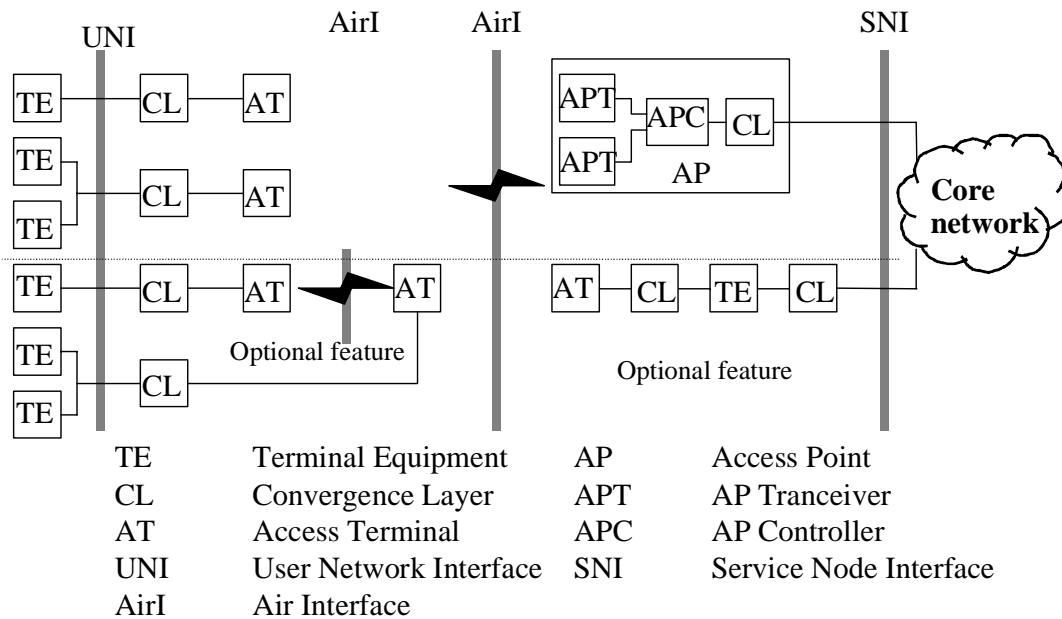 UNI AirI AirI SNI
TE CL AT
APT
APC CL
TE
APT
AP
CL AT
TE
Core
network
TE CL AT AT
AT CL TE CL
TE
Optional feature
Optional feature
CL
TE
TE Terminal Equipment AP Access Point
CL Convergence Layer APT AP Tranceiver
AT Access Terminal APC AP Controller
UNI User Network Interface SNI Service Node Interface
AirI Air Interface